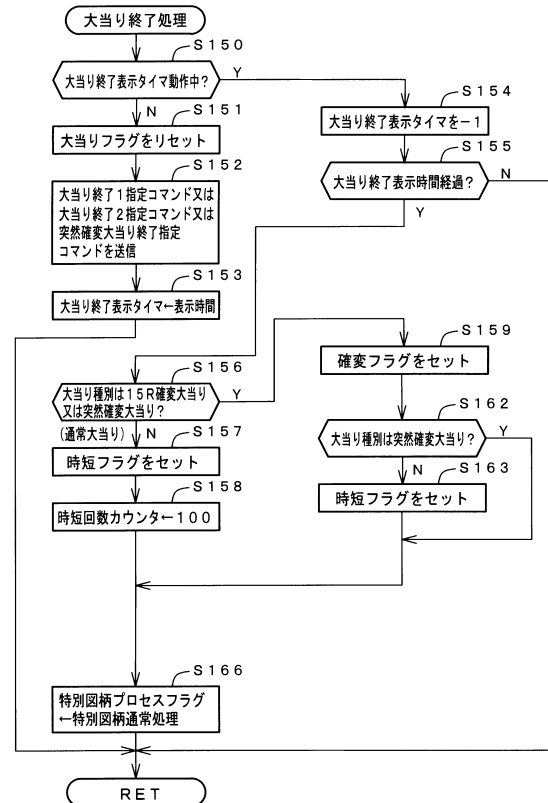 大当り終了処理
S150
大当り終了表示タイマ動作中？
Y
N
S151
大当りフラグをリセット
S152
大当り終了1指定コマンド又は
大当り終了2指定コマンド又は
突然確変大当り終了指定
コマンドを送信
S153
大当り終了表示タイマ←表示時間
S154
大当り終了表示タイマを－1
S155
大当り終了表示時間経過？
N
Y
S156
大当り種別は15R確変大当り
又は突然確変大当り？
Y
(通常大当り) N
S157
時短フラグをセット
S158
時短回数カウンタ←100
S159
確変フラグをセット
S162
大当り種別は突然確変大当り？
Y
N
S163
時短フラグをセット
S166
特別図柄プロセスフラグ
←特別図柄通常処理
RET